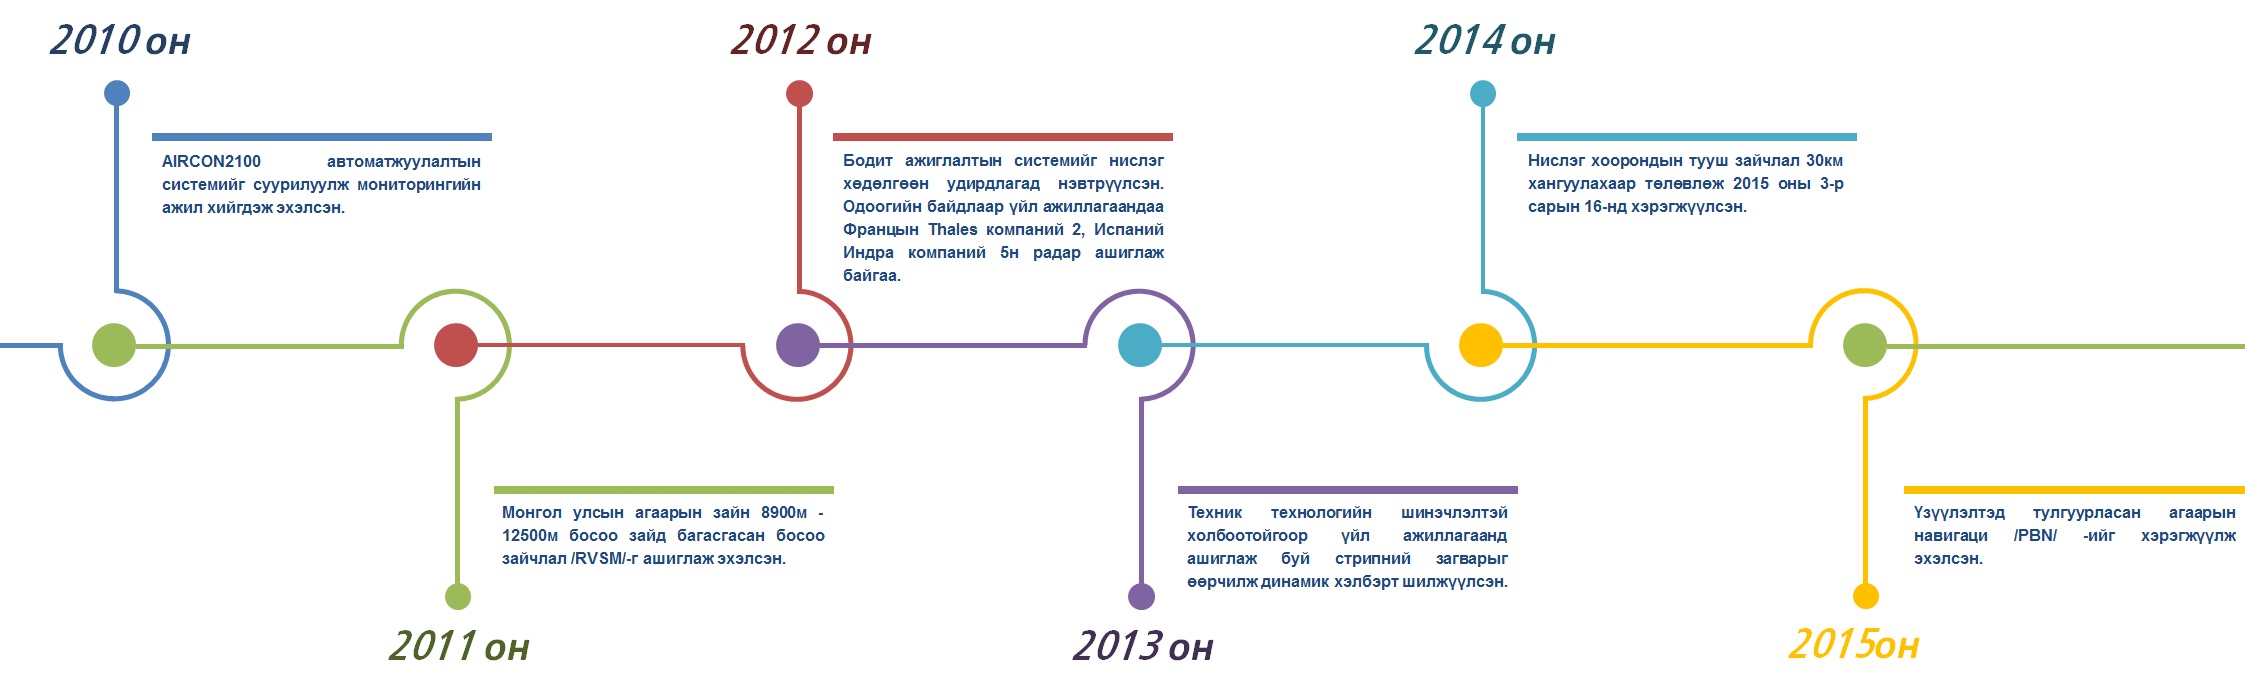 2010 он
AIRCON2100 автоматжуулалтын
системийг суурилуулж мониторингийн
ажил хийгдэж эхэлсэн.
2011 он
Монгол улсын агаарын зайн 8900м -
12500м босоо зайд багасгасан босоо
зайчлал /RVSM/-г ашиглаж эхэлсэн.
2012 он
Бодит ажиглалтын системийг нислэг
хөдөлгөөн удирдлагад нэвтрүүлсэн.
Одоогийн байдлаар үйл ажиллагаандаа
Францын Thales компаний 2, Испаний
Индра компаний 5н радар ашиглаж
байгаа.
2013 он
Техник технологийн шинэчлэлтэй
холбоотойгоор үйл ажиллагаанд
ашиглаж буй стрипний загварыг
өөрчилж динамик хэлбэрт шилжүүлсэн.
2014 он
Нислэг хоорондын тууш зайчлал 30км
хангуулахаар төлөвлөж 2015 оны 3-р
сарын 16-нд хэрэгжүүлсэн.
2015он
Үзүүлэлтэд тулгуурласан агаарын
навигаци /PBN/ -ийг хэрэгжүүлж
эхэлсэн.